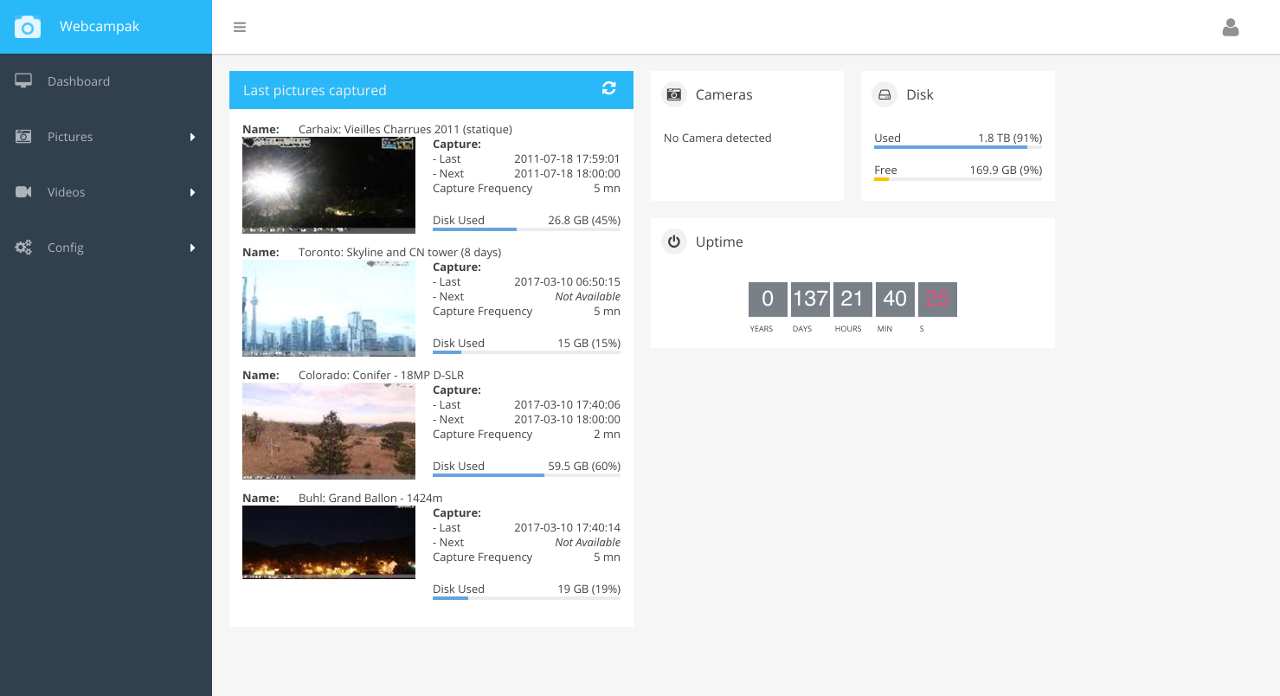 Webcampak
Dashboard
Pictures
Videos
Config
Last pictures captured
Name: Carhaix: Vieilles Charrues 2011 (statique)
Capture:
- Last 2011-07-18 17:59:01
- Next 2011-07-18 18:00:00
Capture Frequency 5 mn
Disk Used 26.8 GB (45%)
Name: Toronto: Skyline and CN tower (8 days)
Capture:
- Last 2017-03-10 06:50:15
- Next Not Available
Capture Frequency 5 mn
Disk Used 15 GB (15%)
Name: Colorado: Conifer - 18MP D-SLR
Capture:
- Last 2017-03-10 17:40:06
- Next 2017-03-10 18:00:00
Capture Frequency 2 mn
Disk Used 59.5 GB (60%)
Name: Buhl: Grand Ballon - 1424m
Capture:
- Last 2017-03-10 17:40:14
- Next Not Available
Capture Frequency 5 mn
Disk Used 19 GB (19%)
Cameras
No Camera detected
Disk
Used 1.8 TB (91%)
Free 169.9 GB (9%)
Uptime
0 137 21 40
YEARS DAYS HOURS MIN S